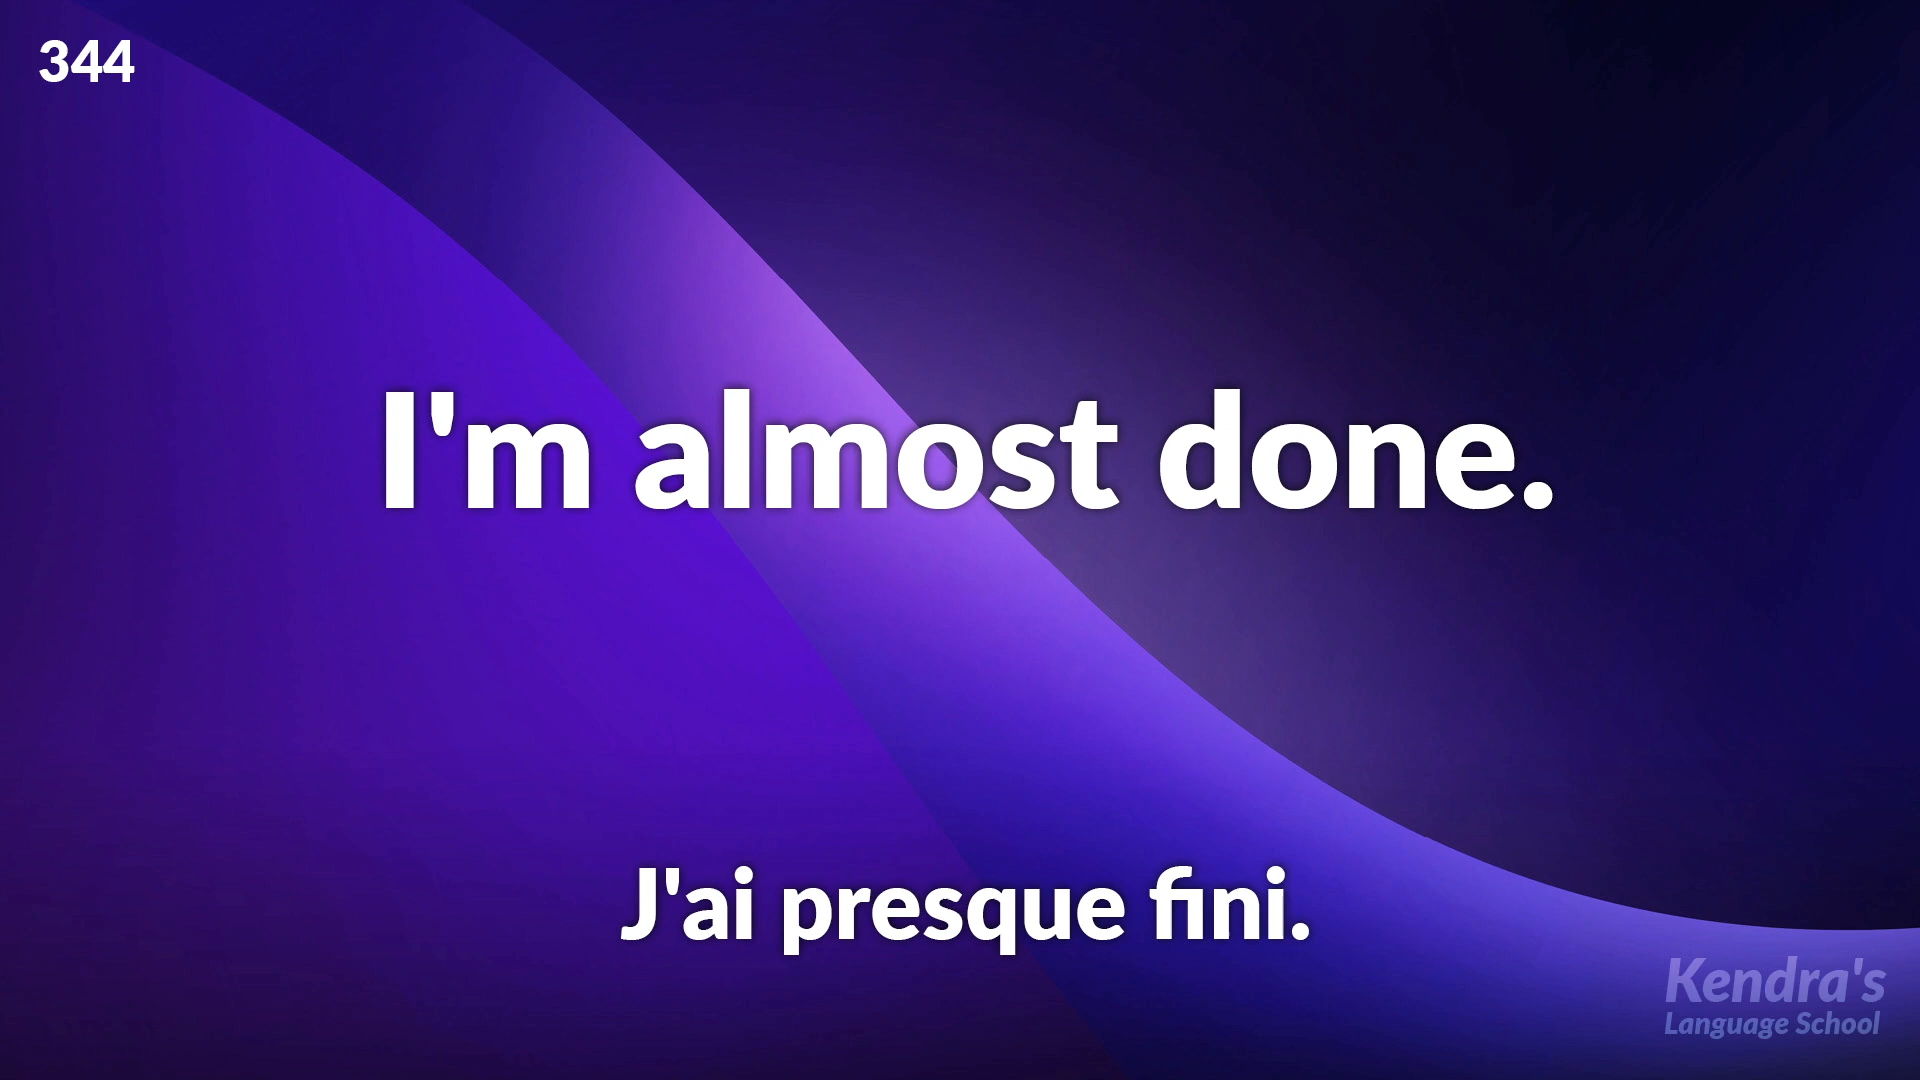 344
I'm almost done.
J'ai presque fini.
Kendra's
Language School